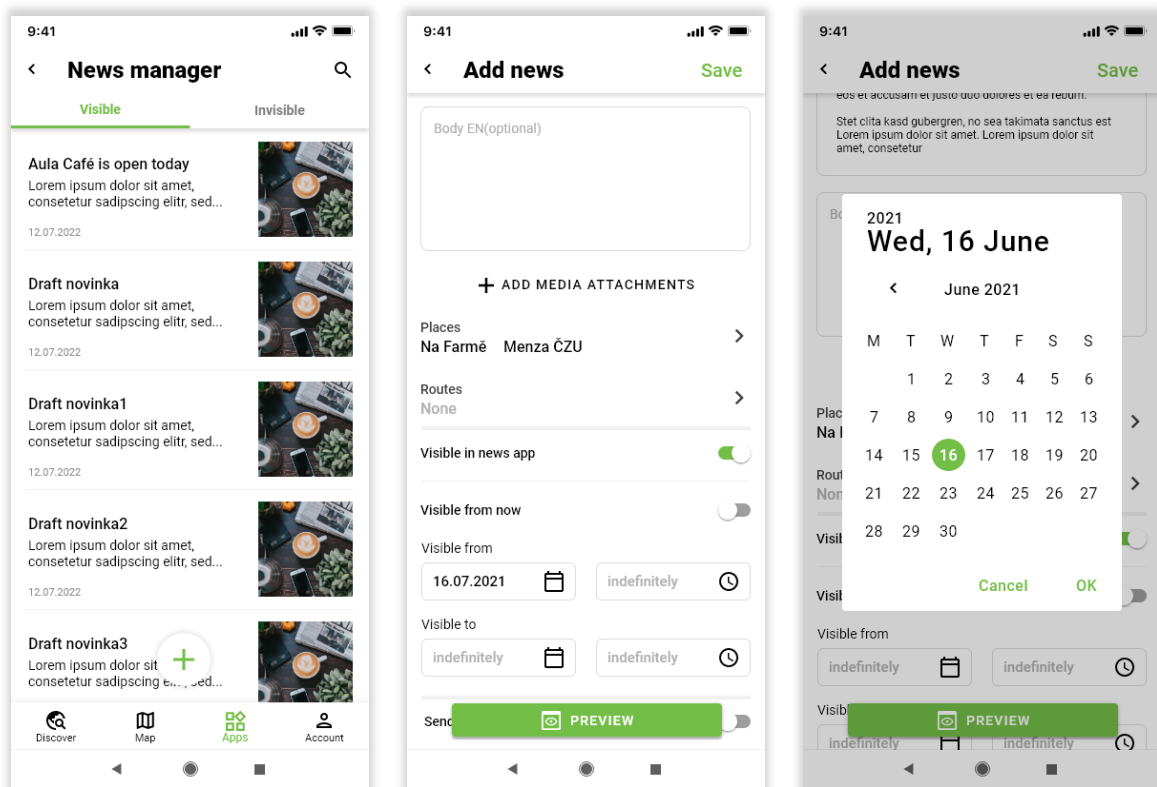 9:41
News manager
Visible
Invisible
Aula Café is open today
Lorem ipsum dolor sit amet,
consetetur sadipscing elitr, sed...
12.07.2022
Draft novinka
Lorem ipsum dolor sit amet,
consetetur sadipscing elitr, sed...
12.07.2022
Draft novinka1
Lorem ipsum dolor sit amet,
consetetur sadipscing elitr, sed...
12.07.2022
Draft novinka2
Lorem ipsum dolor sit amet,
consetetur sadipscing elitr, sed...
12.07.2022
Draft novinka3
Lorem ipsum dolor sit
consetetur sadipscing
Discover
Map
Apps
Account
9:41
Add news
Save
Body EN(optional)
ADD MEDIA ATTACHMENTS
Places
Na Farmě Menza ČZU
Routes
None
Visible in news app
Visible from now
Visible from
16.07.2021 indefinitely
Visible to
indefinitely indefinitely
PREVIEW
9:41
Add news
Save
eos et accusam et justo duo dolores et ea rebum.
Stet clita kasd gubergren, no sea takimata sanctus est
Lorem ipsum dolor sit amet. Lorem ipsum dolor sit
amet, consetetur
2021
Wed, 16 June
June 2021
M T W T F S S
1 2 3 4 5 6
7 8 9 10 11 12 13
14 15 16 17 18 19 20
21 22 23 24 25 26 27
28 29 30
Cancel OK
Visible from
indefinitely indefinitely
PREVIEW
indefinitely indefinitely